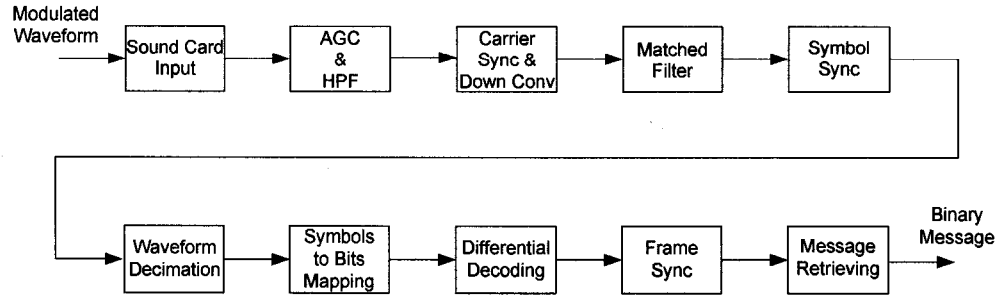 Modulated
Waveform
Sound Card
Input
AGC
&
HPF
Carrier
Sync &
Down Conv
Matched
Filter
Symbol
Sync
Waveform
Decimation
Symbols
to Bits
Mapping
Differential
Decoding
Frame
Sync
Message
Retrieving
Binary
Message